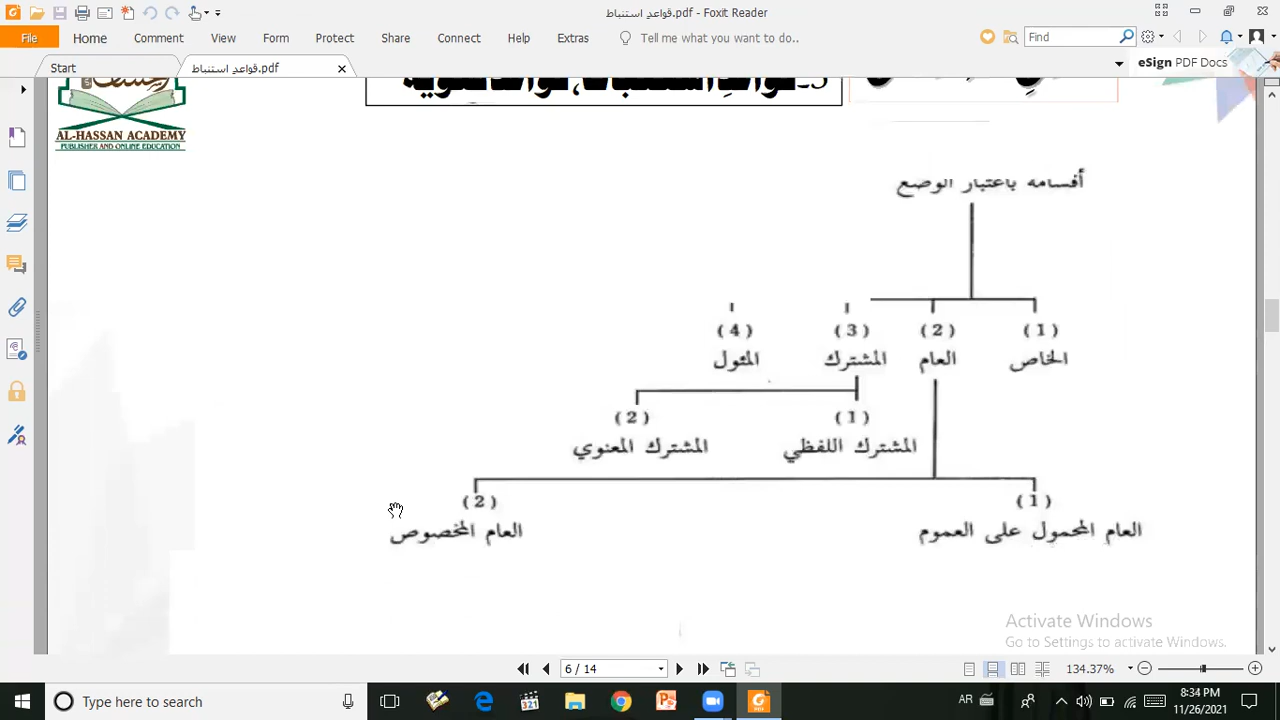 قواعدِ استنباط.pdf - Foxit Reader
File Home Comment View Form Protect Share Connect Help Extras Tell me what you want to do.. Find
Start قواعدِ استنباط.pdf eSign PDF Docs
AL-HASSAN ACADEMY
PUBLISHER AND ONLINE EDUCATION
أقسامه باعتبار الوضع
(1) (2) (3) (4)
الخاص العام المشترك المئول
(1) (2)
المشترك اللفظي المشترك المعنوي
(1) (2)
العام المحمول على العموم العام المخصوص
Activate Windows
Go to Settings to activate Windows.
6 / 14 134.37%
Type here to search 321 AR 8:34 PM
11/26/2021